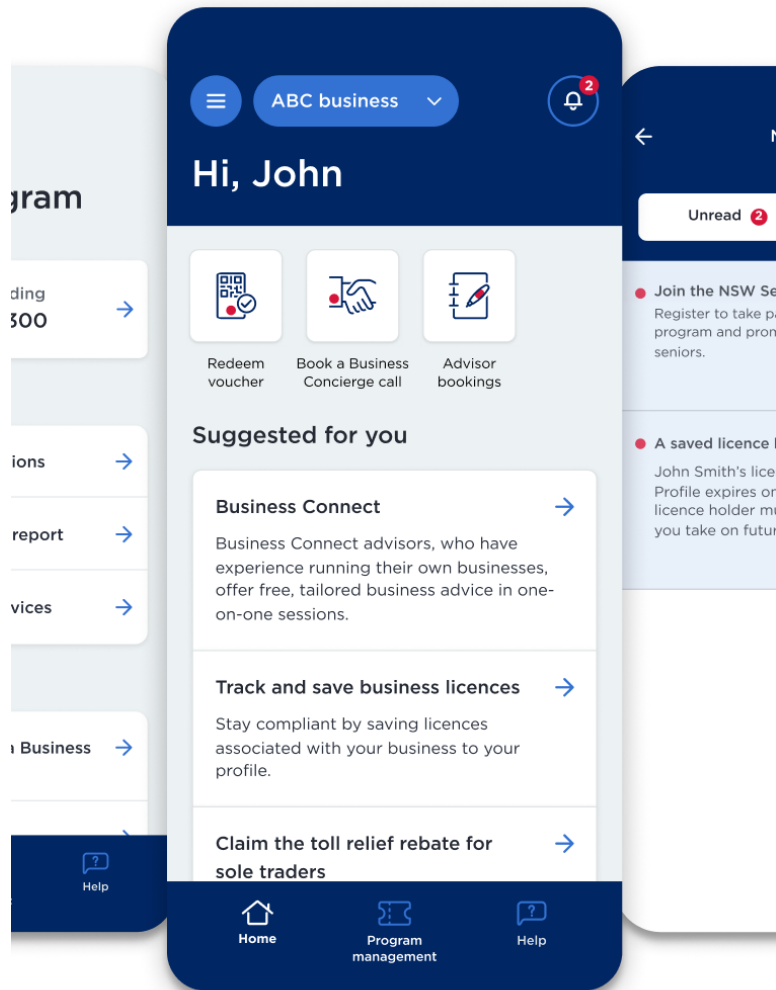 gram
300
report
Business
Help
ABC business
2
Hi, John
Redeem
voucher
Book a Business
Concierge call
Advisor
bookings
Suggested for you
Business Connect
Business Connect advisors, who have
experience running their own businesses,
offer free, tailored business advice in one-
on-one sessions.
Track and save business licences
Stay compliant by saving licences
associated with your business to your
profile.
Claim the toll relief rebate for
sole traders
Home
Program
management
Help
Unread 2
Join the NSW Se
Register to take pa
program and pron
seniors.
A saved licence
John Smith's lice
Profile expires on
licence holder mu
you take on futur